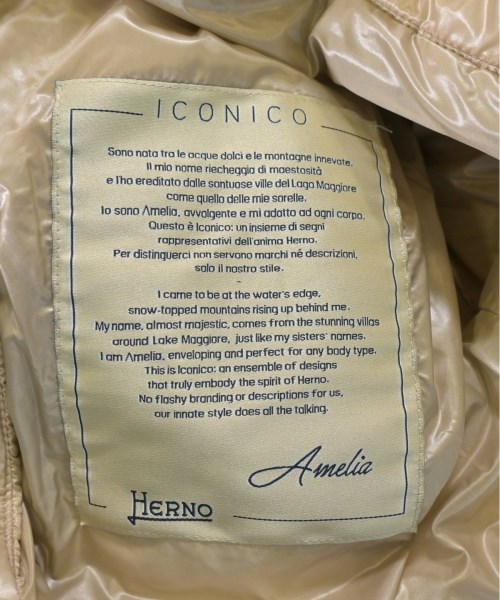 ICONICO
Sono nata tra le acque dolci e le montagne innevate.
Il mio nome riecheggia di maestosità
e l'ho ereditato dalle santuose ville del Lago Maggiore
come quello delle mie sorelle.
Io sono Amelia, avvolgente e mi adatto ad ogni corpo.
Questo è Iconico: un insieme di segni
rappresentativi dell'anima Herno.
Per distinguerci non servono marchi né descrizioni,
solo il nostro stile.
-
I came to be at the water's edge,
snow-topped mountains rising up behind me.
My name, almost majestic, comes from the stunning villas
around Lake Maggiore, just like my sisters' names.
I am Amelia, enveloping and perfect for any body type.
This is Iconico: an ensemble of designs
that truly embody the spirit of Herno.
No flashy branding or descriptions for us,
our innate style does all the talking.
Amelia
HERNO